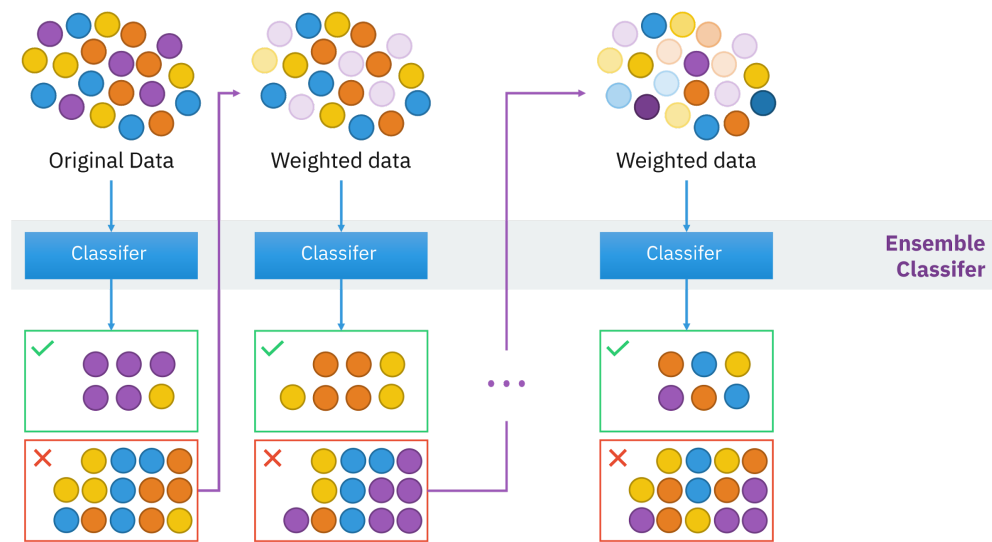 Original Data
Weighted data
Weighted data
Classifer
Classifer
Classifer
Ensemble
Classifer